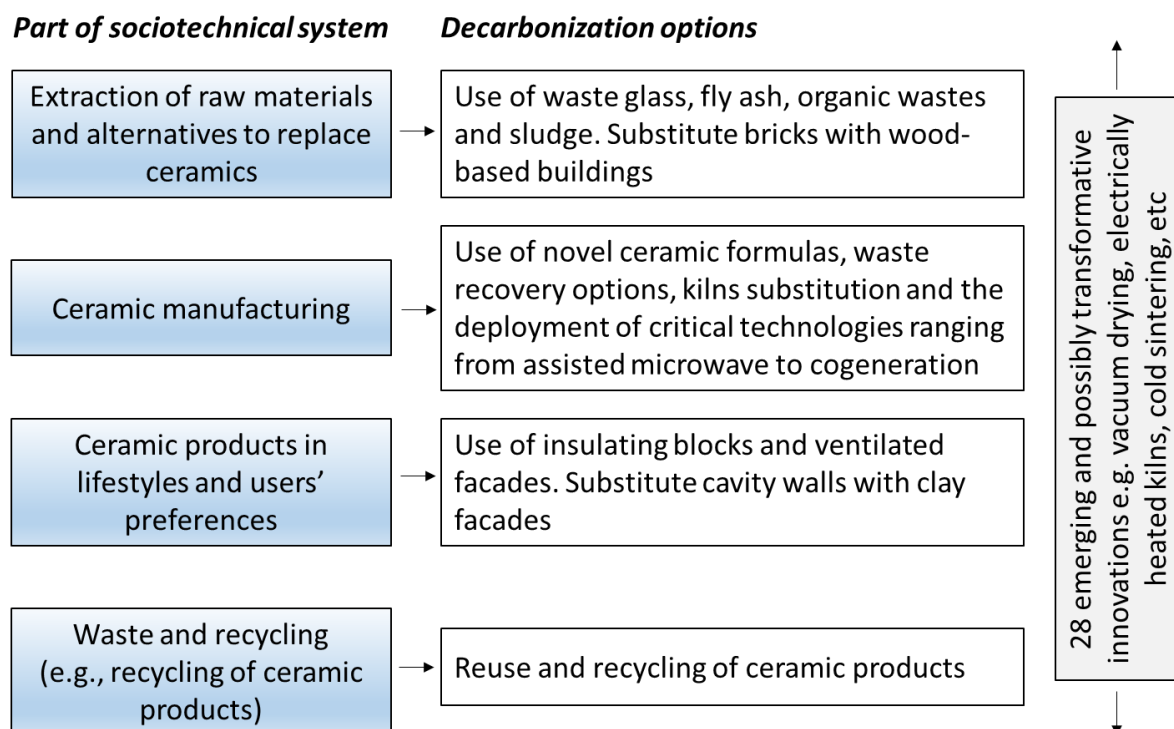 Part of sociotechnical system
Decarbonization options
Extraction of raw materials
and alternatives to replace
ceramics
Use of waste glass, fly ash, organic wastes
and sludge. Substitute bricks with wood-
based buildings
Ceramic manufacturing
Use of novel ceramic formulas, waste
recovery options, kilns substitution and the
deployment of critical technologies ranging
from assisted microwave to cogeneration
Ceramic products in
lifestyles and users’
preferences
Use of insulating blocks and ventilated
facades. Substitute cavity walls with clay
facades
Waste and recycling
(e.g., recycling of ceramic
products)
Reuse and recycling of ceramic products
28 emerging and possibly transformative
innovations e.g. vacuum drying, electrically
heated kilns, cold sintering, etc